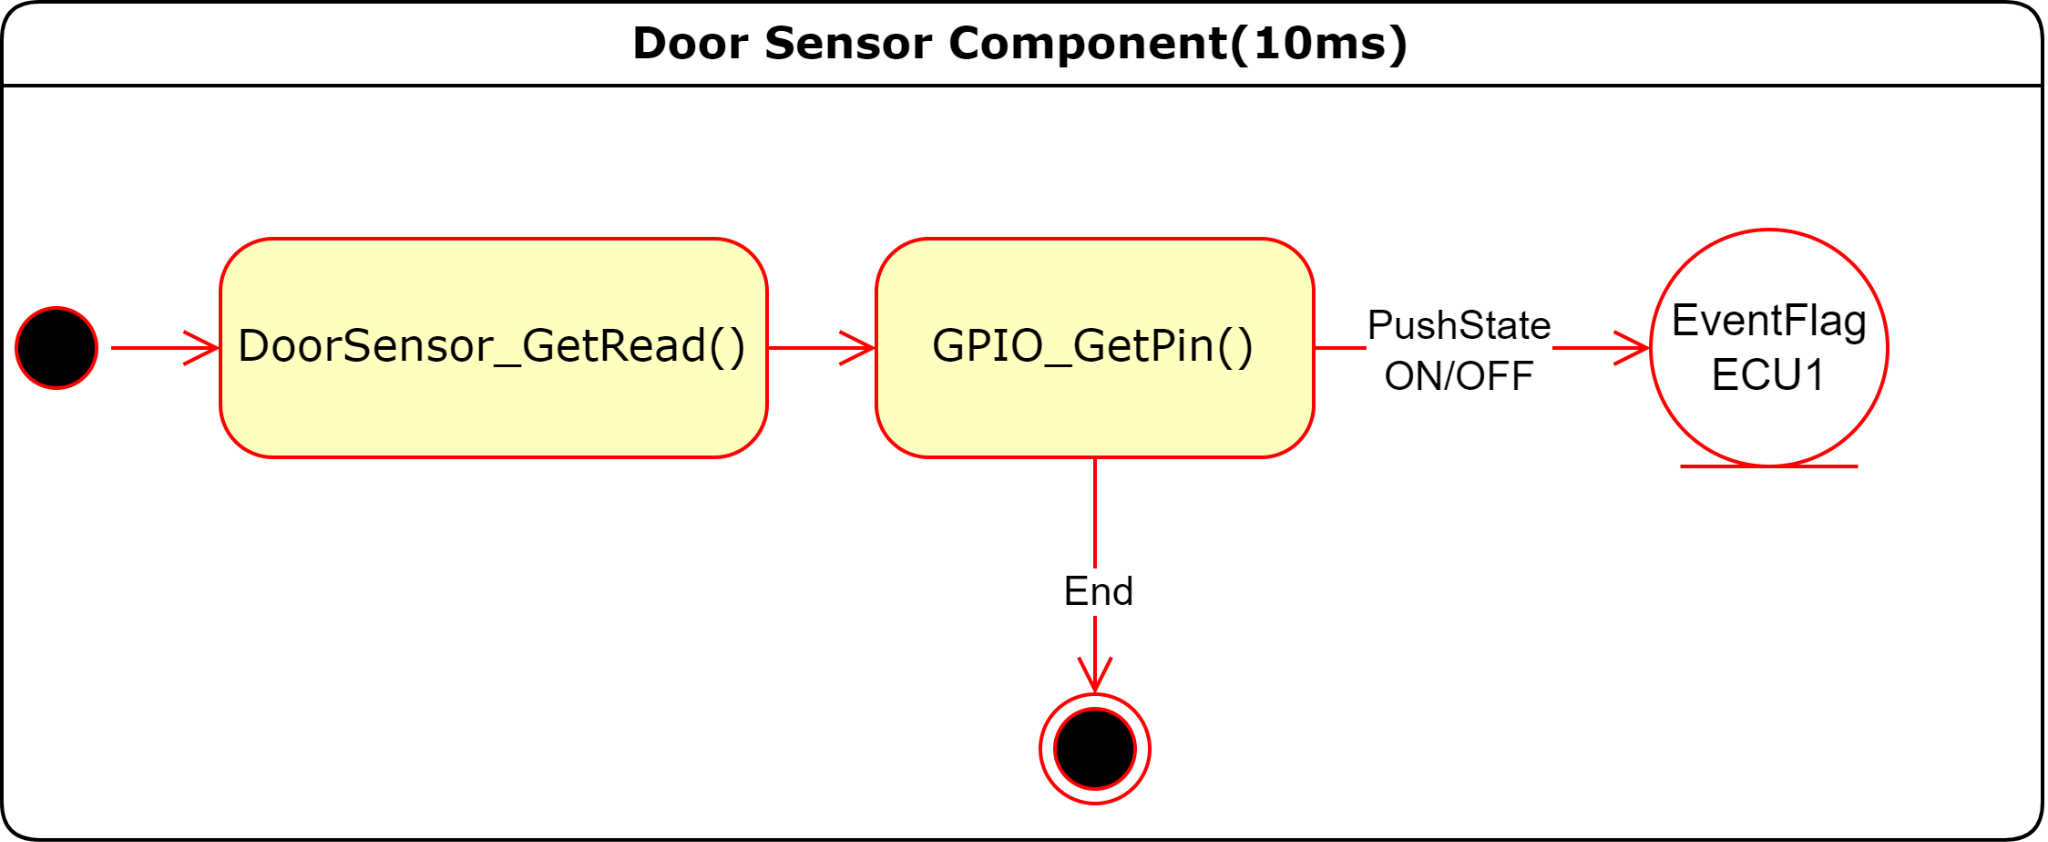 Door Sensor Component(10ms)
DoorSensor_GetRead()
GPIO_GetPin()
PushState
ON/OFF
EventFlag
ECU1
End